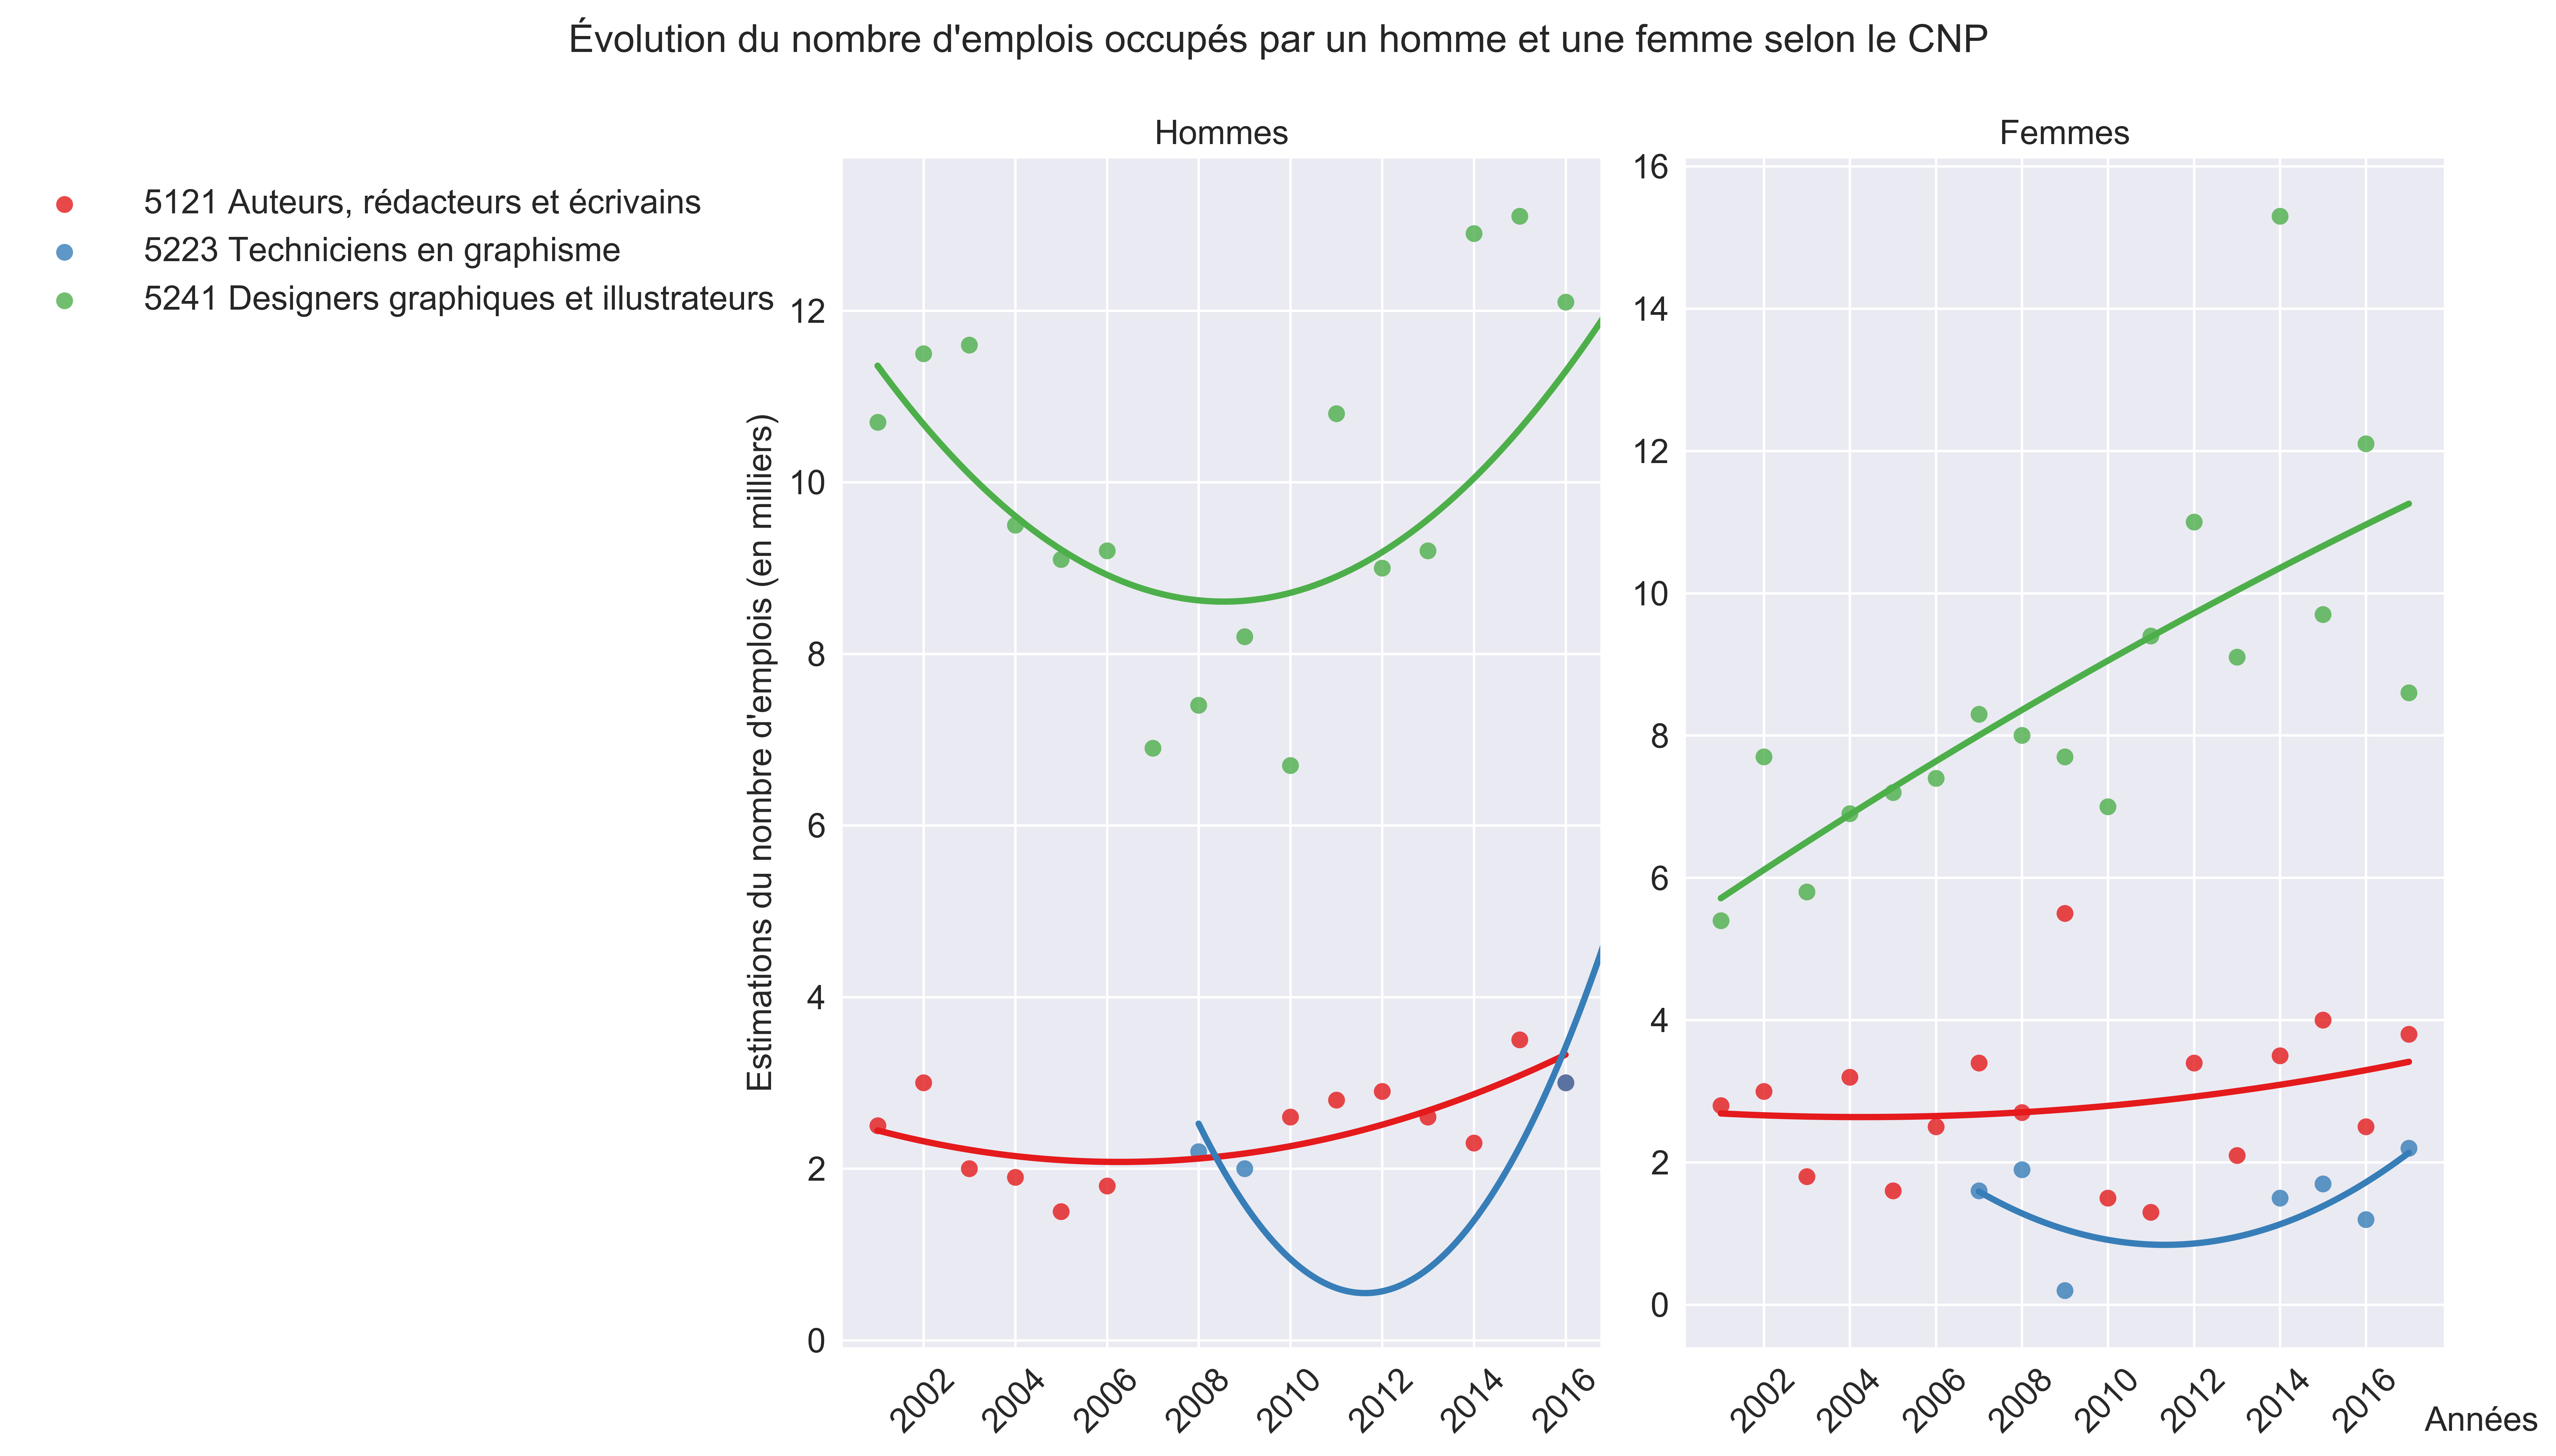 Évolution du nombre d'emplois occupés par un homme et une femme selon le CNP
5121 Auteurs, rédacteurs et écrivains
5223 Techniciens en graphisme
5241 Designers graphiques et illustrateurs
Estimations du nombre d'emplois (en milliers)
Hommes
12
10
8
6
4
2
0
2002 2004 2006 2008 2010 2012 2014 2016
Femmes
16
14
12
10
8
6
4
2
0
2002 2004 2006 2008 2010 2012 2014 2016
Années